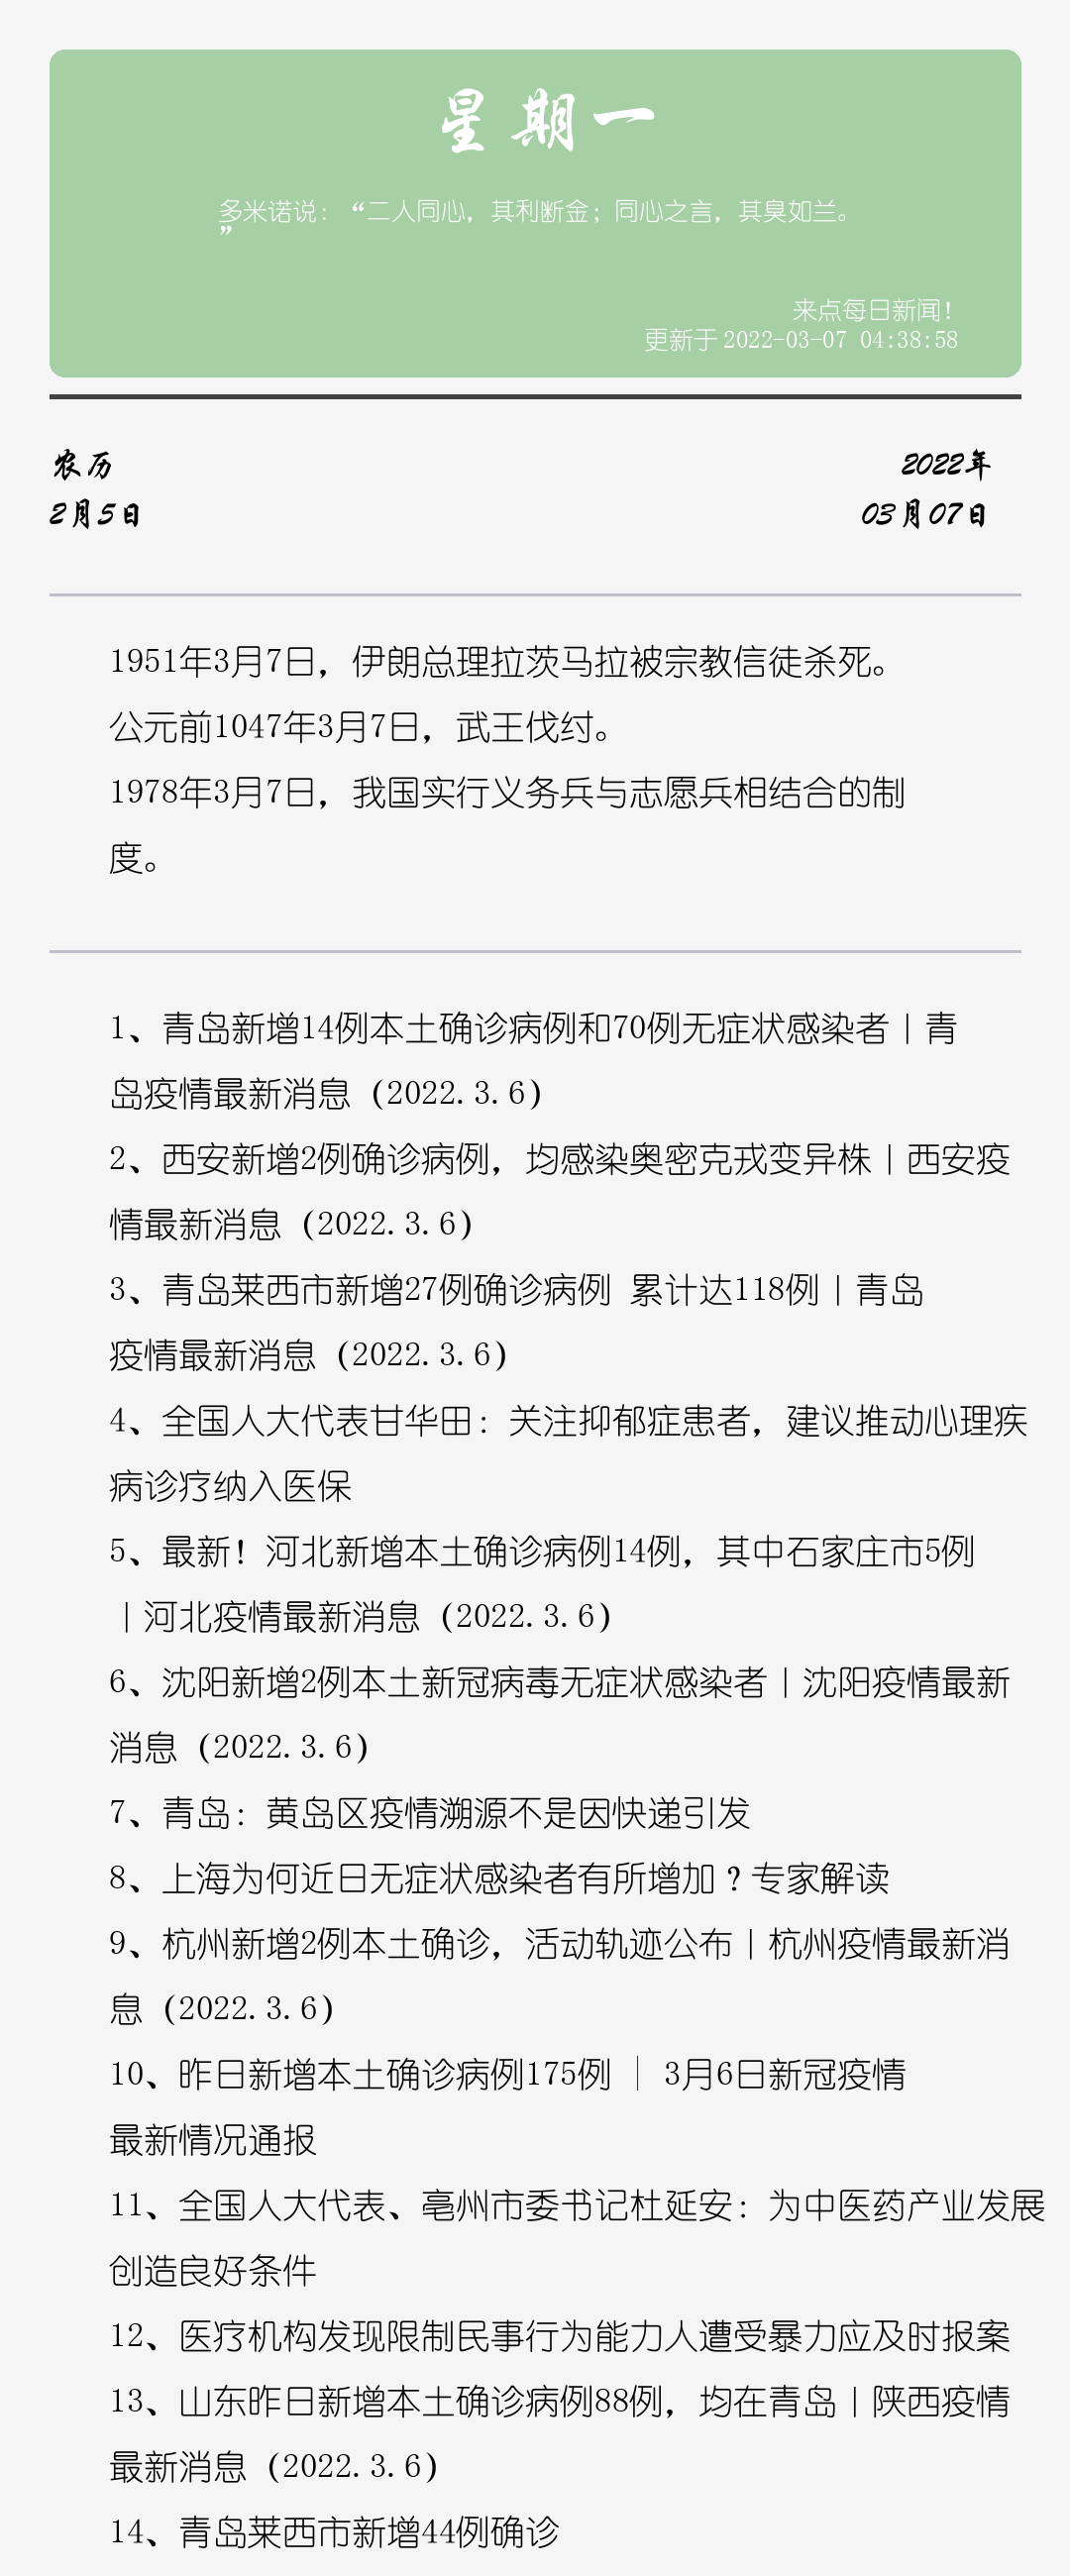 星期一
多米诺说：“二人同心，其利断金；同心之言，其臭如兰。
”
来点每日新闻！
更新于 2022-03-07 04:38:58
农历
2022年
2月5日
03月07日
1951年3月7日，伊朗总理拉茨马拉被宗教信徒杀死。
公元前1047年3月7日，武王伐纣。
1978年3月7日，我国实行义务兵与志愿兵相结合的制
度。
1、青岛新增14例本土确诊病例和70例无症状感染者丨青
岛疫情最新消息（2022.3.6）
2、西安新增2例确诊病例，均感染奥密克戎变异株丨西安疫
情最新消息（2022.3.6）
3、青岛莱西市新增27例确诊病例 累计达118例丨青岛
疫情最新消息（2022.3.6）
4、全国人大代表甘华田：关注抑郁症患者，建议推动心理疾
病诊疗纳入医保
5、最新！河北新增本土确诊病例14例，其中石家庄市5例
丨河北疫情最新消息（2022.3.6）
6、沈阳新增2例本土新冠病毒无症状感染者丨沈阳疫情最新
消息（2022.3.6）
7、青岛：黄岛区疫情溯源不是因快递引发
8、上海为何近日无症状感染者有所增加？专家解读
9、杭州新增2例本土确诊，活动轨迹公布丨杭州疫情最新消
息（2022.3.6）
10、昨日新增本土确诊病例175例 │ 3月6日新冠疫情
最新情况通报
11、全国人大代表、亳州市委书记杜延安：为中医药产业发展
创造良好条件
12、医疗机构发现限制民事行为能力人遭受暴力应及时报案
13、山东昨日新增本土确诊病例88例，均在青岛丨陕西疫情
最新消息（2022.3.6）
14、青岛莱西市新增44例确诊